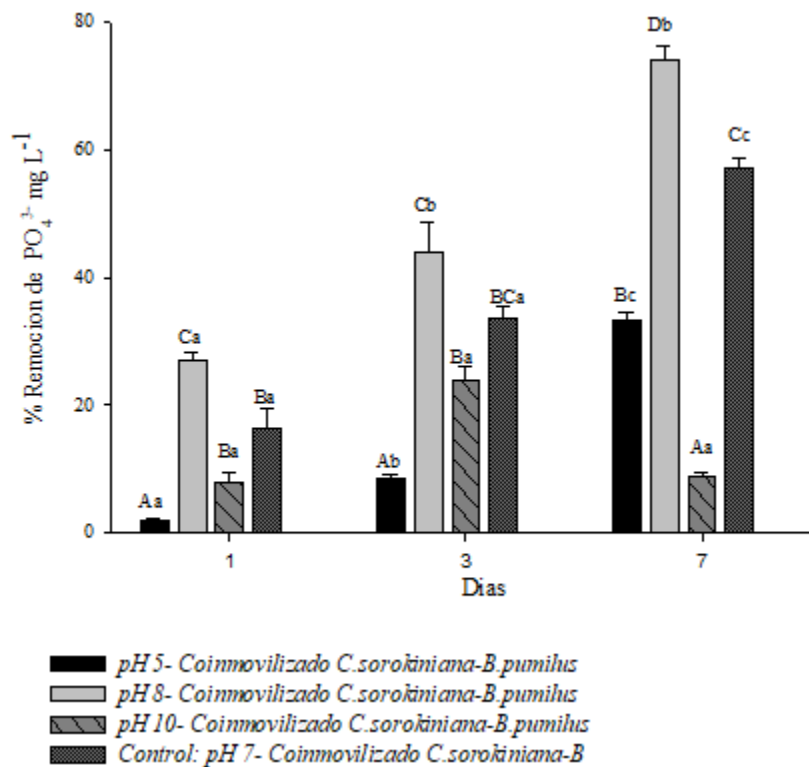 % Remocion de PO₄³⁻ mg L⁻¹
80
60
40
20
0
Aa
Ca
Ba
Ba
Ab
Cb
Ba
BCa
Bc
Db
Aa
Cc
1
3
7
Dias
pH 5- Coinmovilizado C.sorokiniana-B.pumilus
pH 8- Coinmovilizado C.sorokiniana-B.pumilus
pH 10- Coinmovilizado C.sorokiniana-B.pumilus
Control: pH 7- Coinmovilizado C.sorokiniana-B